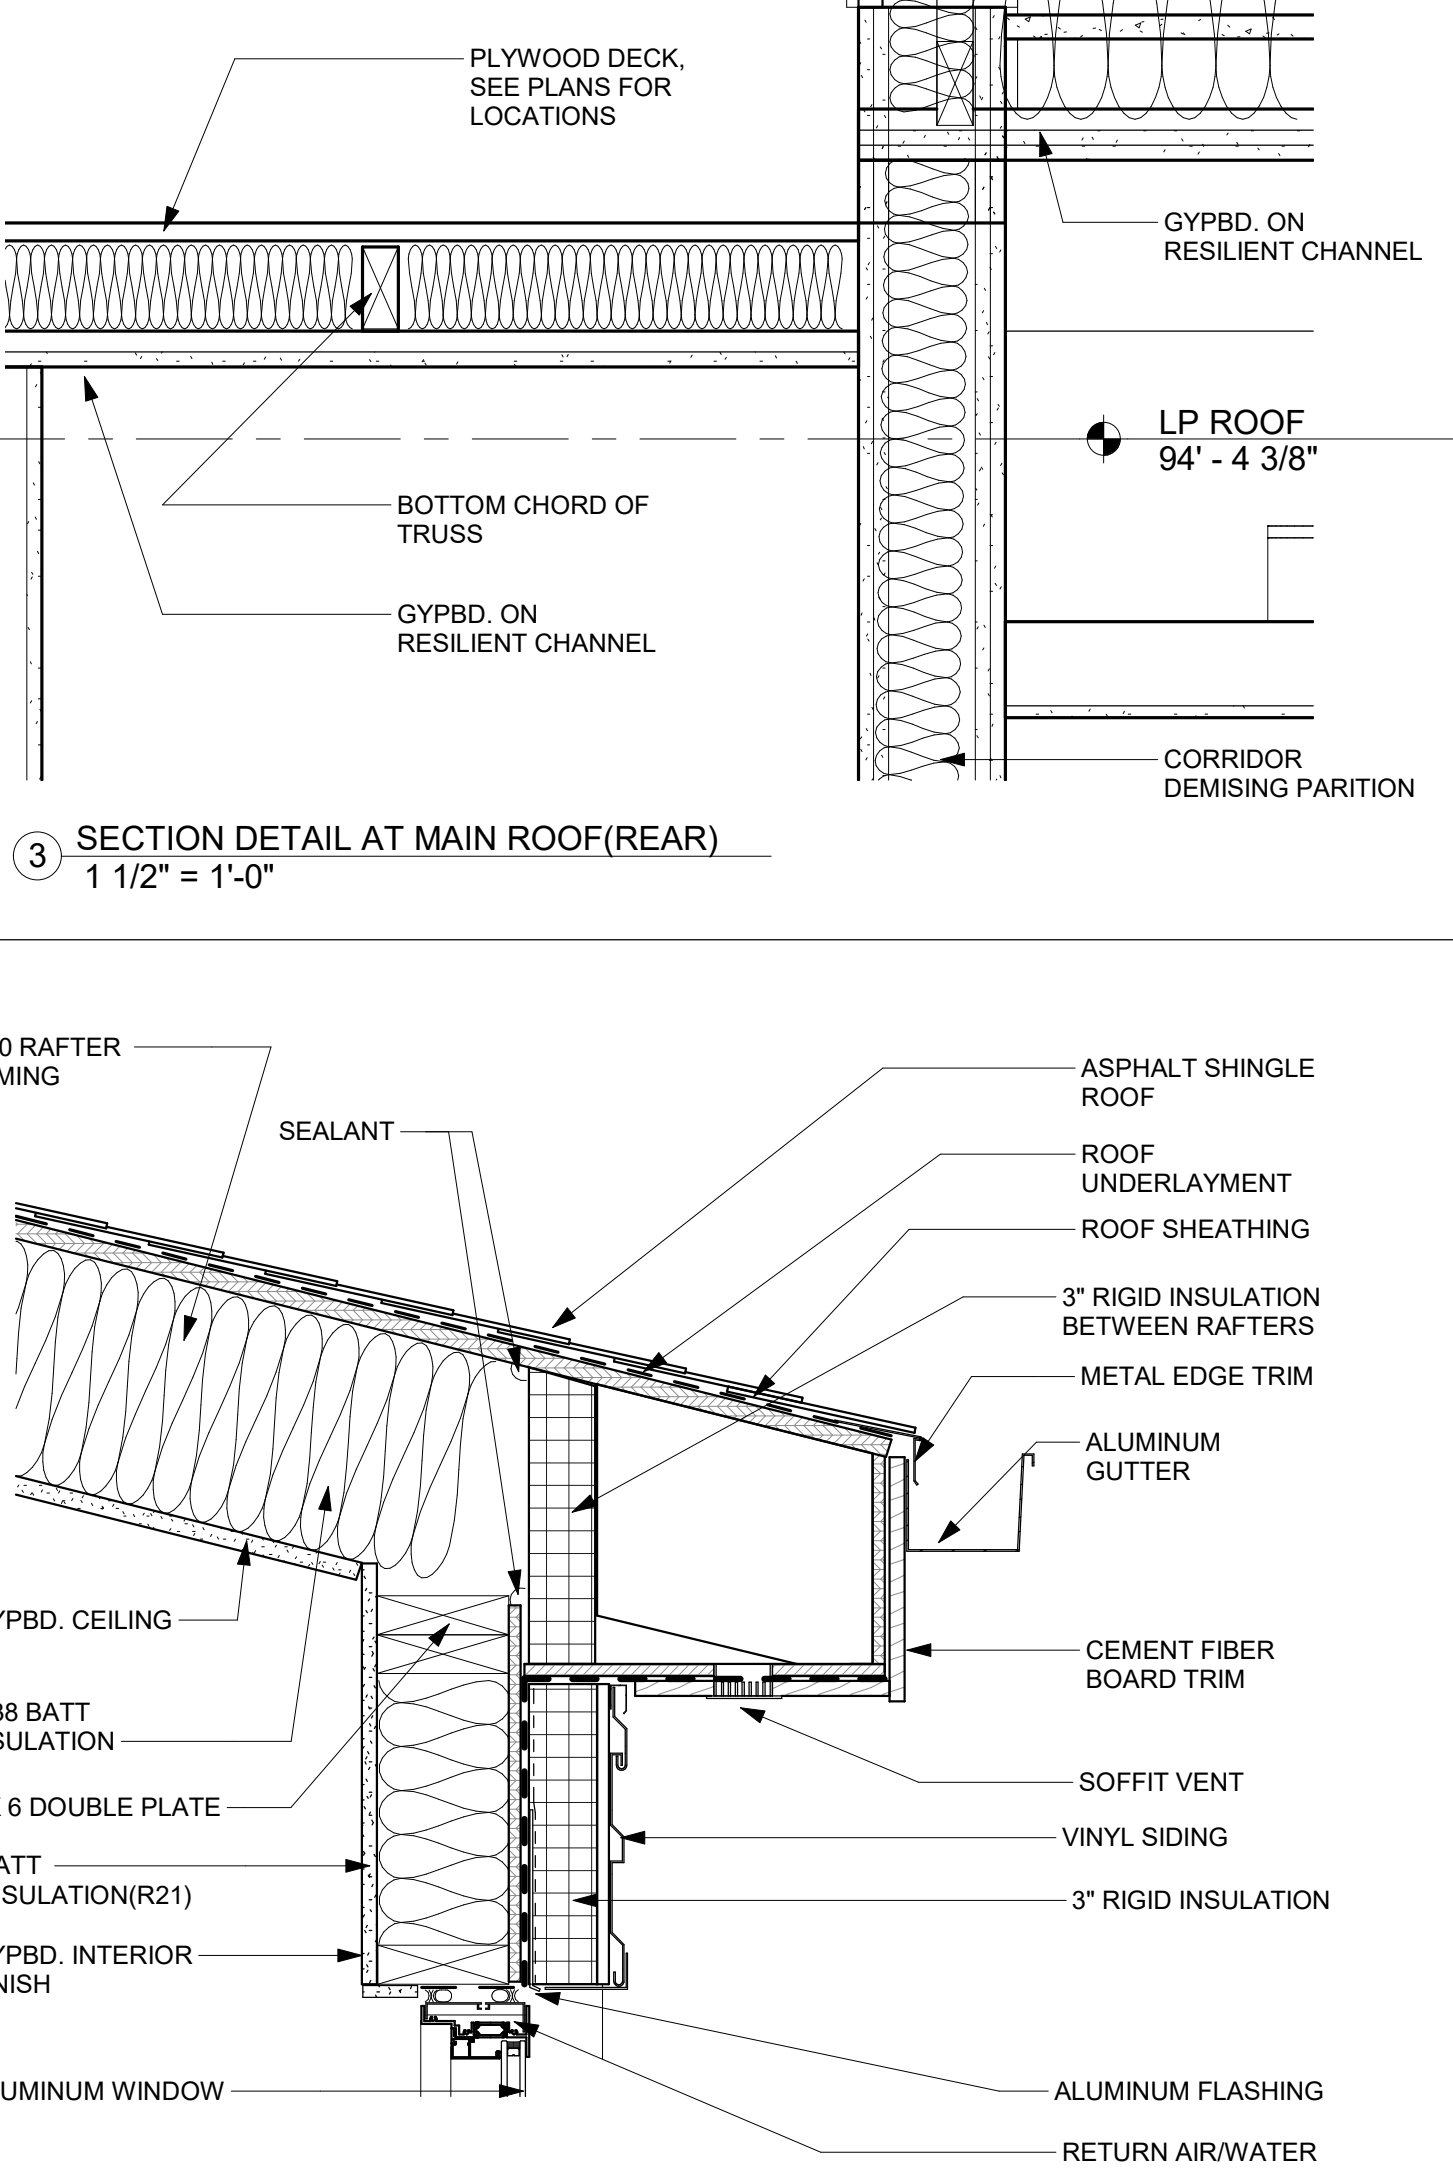 PLYWOOD DECK,
SEE PLANS FOR
LOCATIONS
GYPBD. ON
RESILIENT CHANNEL
LP ROOF
94' - 4 3/8"
BOTTOM CHORD OF
TRUSS
GYPBD. ON
RESILIENT CHANNEL
CORRIDOR
DEMISING PARITION
3
SECTION DETAIL AT MAIN ROOF(REAR)
1 1/2" = 1'-0"
0 RAFTER
MING
SEALANT
ASPHALT SHINGLE
ROOF
ROOF
UNDERLAYMENT
ROOF SHEATHING
3" RIGID INSULATION
BETWEEN RAFTERS
METAL EDGE TRIM
ALUMINUM
GUTTER
YPBD. CEILING
CEMENT FIBER
BOARD TRIM
38 BATT
SULATION
SOFFIT VENT
6 DOUBLE PLATE
VINYL SIDING
ATT
SULATION(R21)
3" RIGID INSULATION
YPBD. INTERIOR
NISH
UMINUM WINDOW
ALUMINUM FLASHING
RETURN AIR/WATER